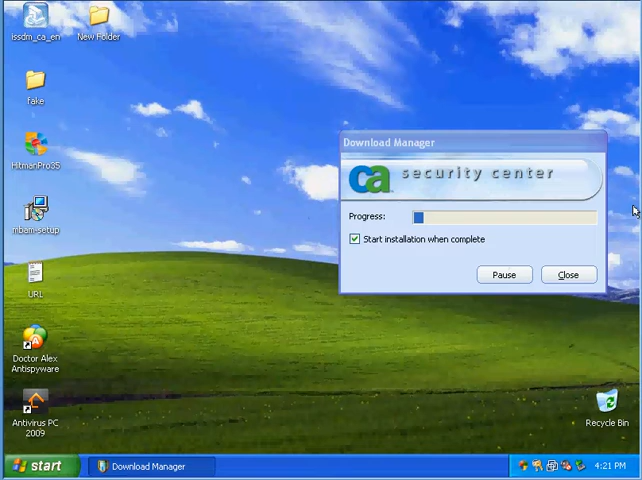 issdm_ca_en
New Folder
fake
HitmanPro35
mbam-setup
URL
Doctor Alex
Antispyware
Antivirus PC
2009
Download Manager
ca security center
Progress:
Start installation when complete
Pause
Close
Recycle Bin
start
Download Manager
4:21 PM